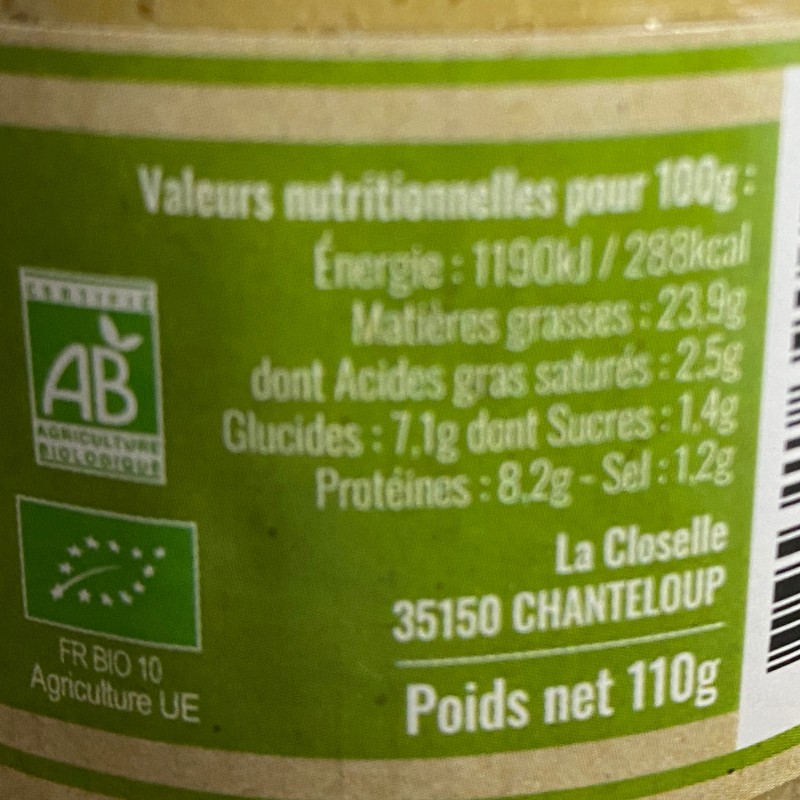 Valeurs nutritionnelles pour 100g :
Énergie : 1190kJ / 288kcal
Matières grasses : 23,9g
dont Acides gras saturés : 2,5g
Glucides : 7,1g dont Sucres : 1,4g
Protéines : 8,2g - Sel : 1,2g
La Closelle
35150 CHANTELOUP
Poids net 110g
CERTIFIÉ
AB
AGRICULTURE
BIOLOGIQUE
FR BIO 10
Agriculture UE